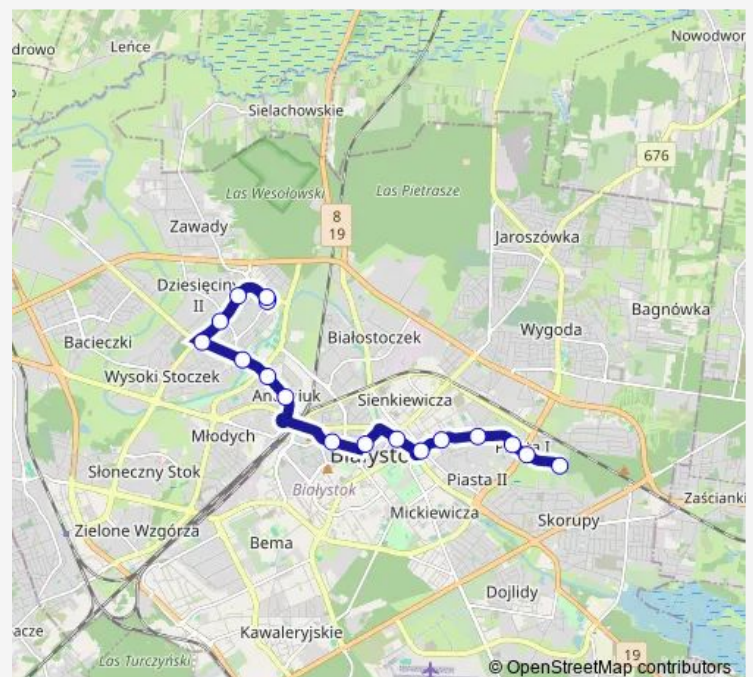 drowo
Leńce
Nowodwor
Sielachowskie
676
Las Wesołowski
Las Pietrasze
8
19
Zawady
Jaroszówka
Dziesięciny
II
Bagnówka
Bacieczki
Białostoczek
Wygoda
Wysoki Stoczek
Sienkiewicza
Młodych
Białystok
Słoneczny Stok
Piasta II
Białystok
Zaścianki
Mickiewicza
Skorupy
Zielone Wzgórza
Bema
Dojlidy
acze
Kawaleryjskie
19
Las Turczyński
© OpenStreetMap contributors